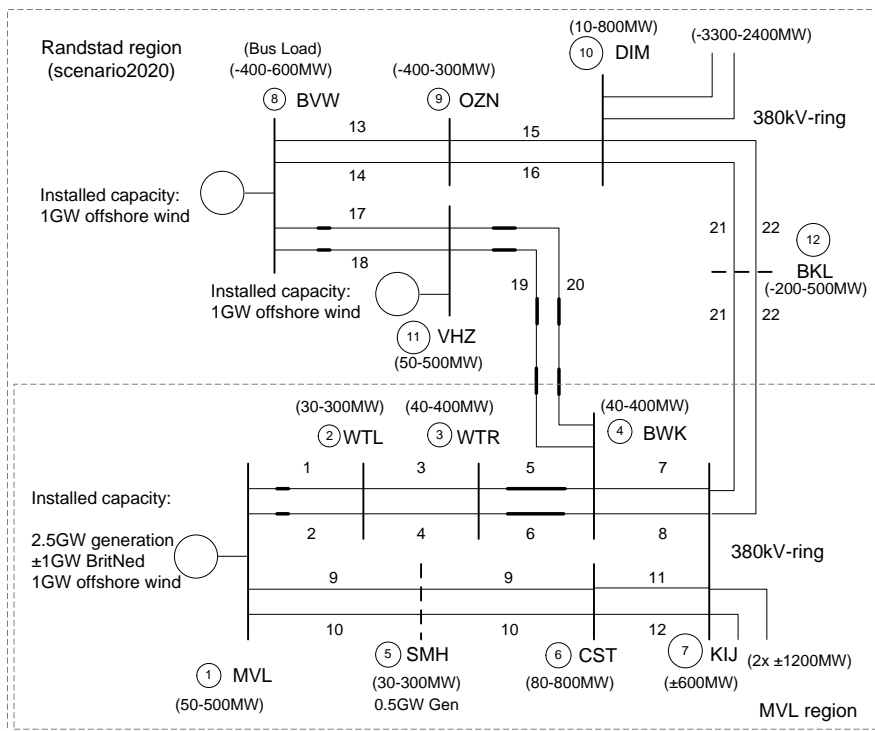 Randstad region
(scenario2020)
(Bus Load)
(-400-600MW)
8 BVW
(-400-300MW)
9 OZN
(10-800MW)
10 DIM
(-3300-2400MW)
380kV-ring
13
15
14
16
Installed capacity:
1GW offshore wind
17
18
21
22
12
BKL
(-200-500MW)
19
20
21
22
Installed capacity:
1GW offshore wind
11 VHZ
(50-500MW)
(30-300MW)
2 WTL
(40-400MW)
3 WTR
(40-400MW)
4 BWK
1
3
5
7
Installed capacity:
2.5GW generation
±1GW BritNed
1GW offshore wind
2
4
6
8
380kV-ring
9
9
11
10
10
12
1 MVL
(50-500MW)
5 SMH
(30-300MW)
0.5GW Gen
6 CST
(80-800MW)
7 KIJ
(±600MW)
(2x ±1200MW)
MVL region